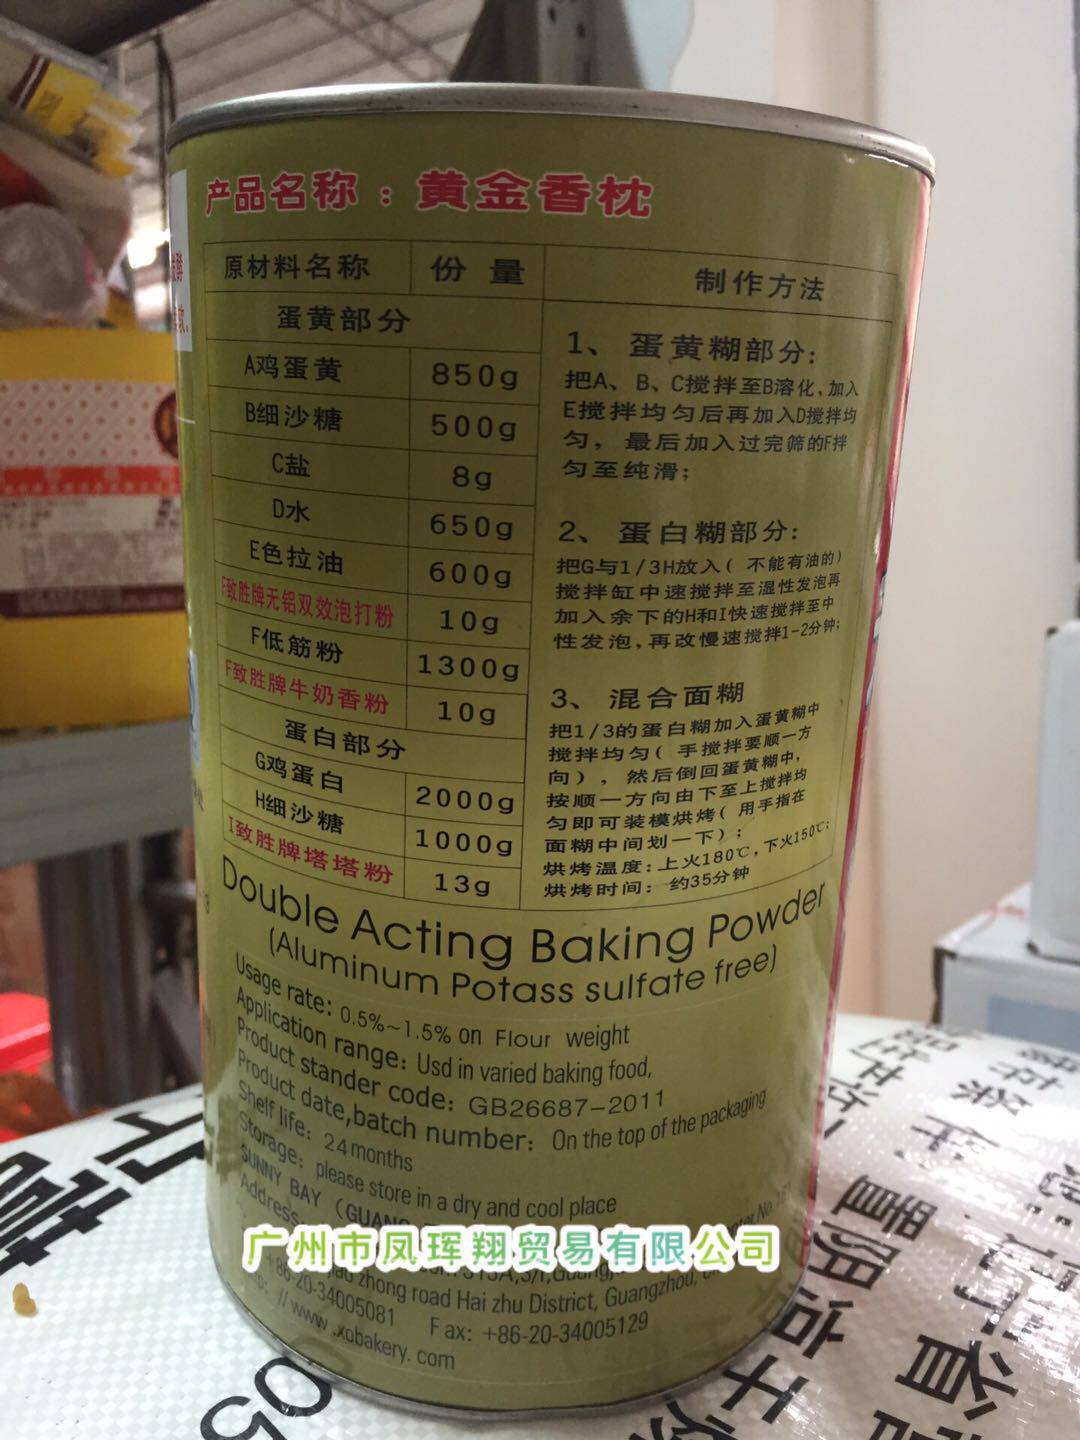 产品名称：黄金香枕
原材料名称 份 量 制作方法
蛋黄部分
A鸡蛋黄 850g
B细沙糖 500g
C盐 8g
D水 650g
E色拉油 600g
F致胜牌无铝双效泡打粉 10g
F低筋粉 1300g
F致胜牌牛奶香粉 10g
蛋白部分
G鸡蛋白 2000g
H细沙糖 1000g
I致胜牌塔塔粉 13g
1、蛋黄糊部分:
把A、B、C搅拌至B溶化,加入
E搅拌均匀后再加入D搅拌均
匀，最后加入过完筛的F拌
匀至纯滑;
2、蛋白糊部分:
把G与1/3H放入( 不能有油的)
搅拌缸中速搅拌至湿性发泡再
加入余下的H和I快速搅拌至中
性发泡,再改慢速搅拌1-2分钟;
3、混合面糊
把1/3的蛋白糊加入蛋黄糊中
搅拌均匀( 手搅拌要顺一方
向)，然后倒回蛋黄糊中,
按顺一方向由下至上搅拌均
匀即可装模烘烤( 用手指在
面糊中间划一下);
烘烤温度:上火180℃,下火150℃;
烘烤时间: 约35分钟
Double Acting Baking Powder
(Aluminum Potass sulfate free)
Usage rate: 0.5%~1.5% on Flour weight
Application range: Usd in varied baking food,
Product stander code: GB26687-2011
Product date,batch number: On the top of the packaging
Shelf life: 24months
Storage: please store in a dry and cool place
SUNNY BAY (GUANG
Address
广州市凤珲翔贸易有限公司
zhong road Hai zhu District, Guangzhou,
+86-20-34005081 Fax: +86-20-34005129
//www.xqbakery.com